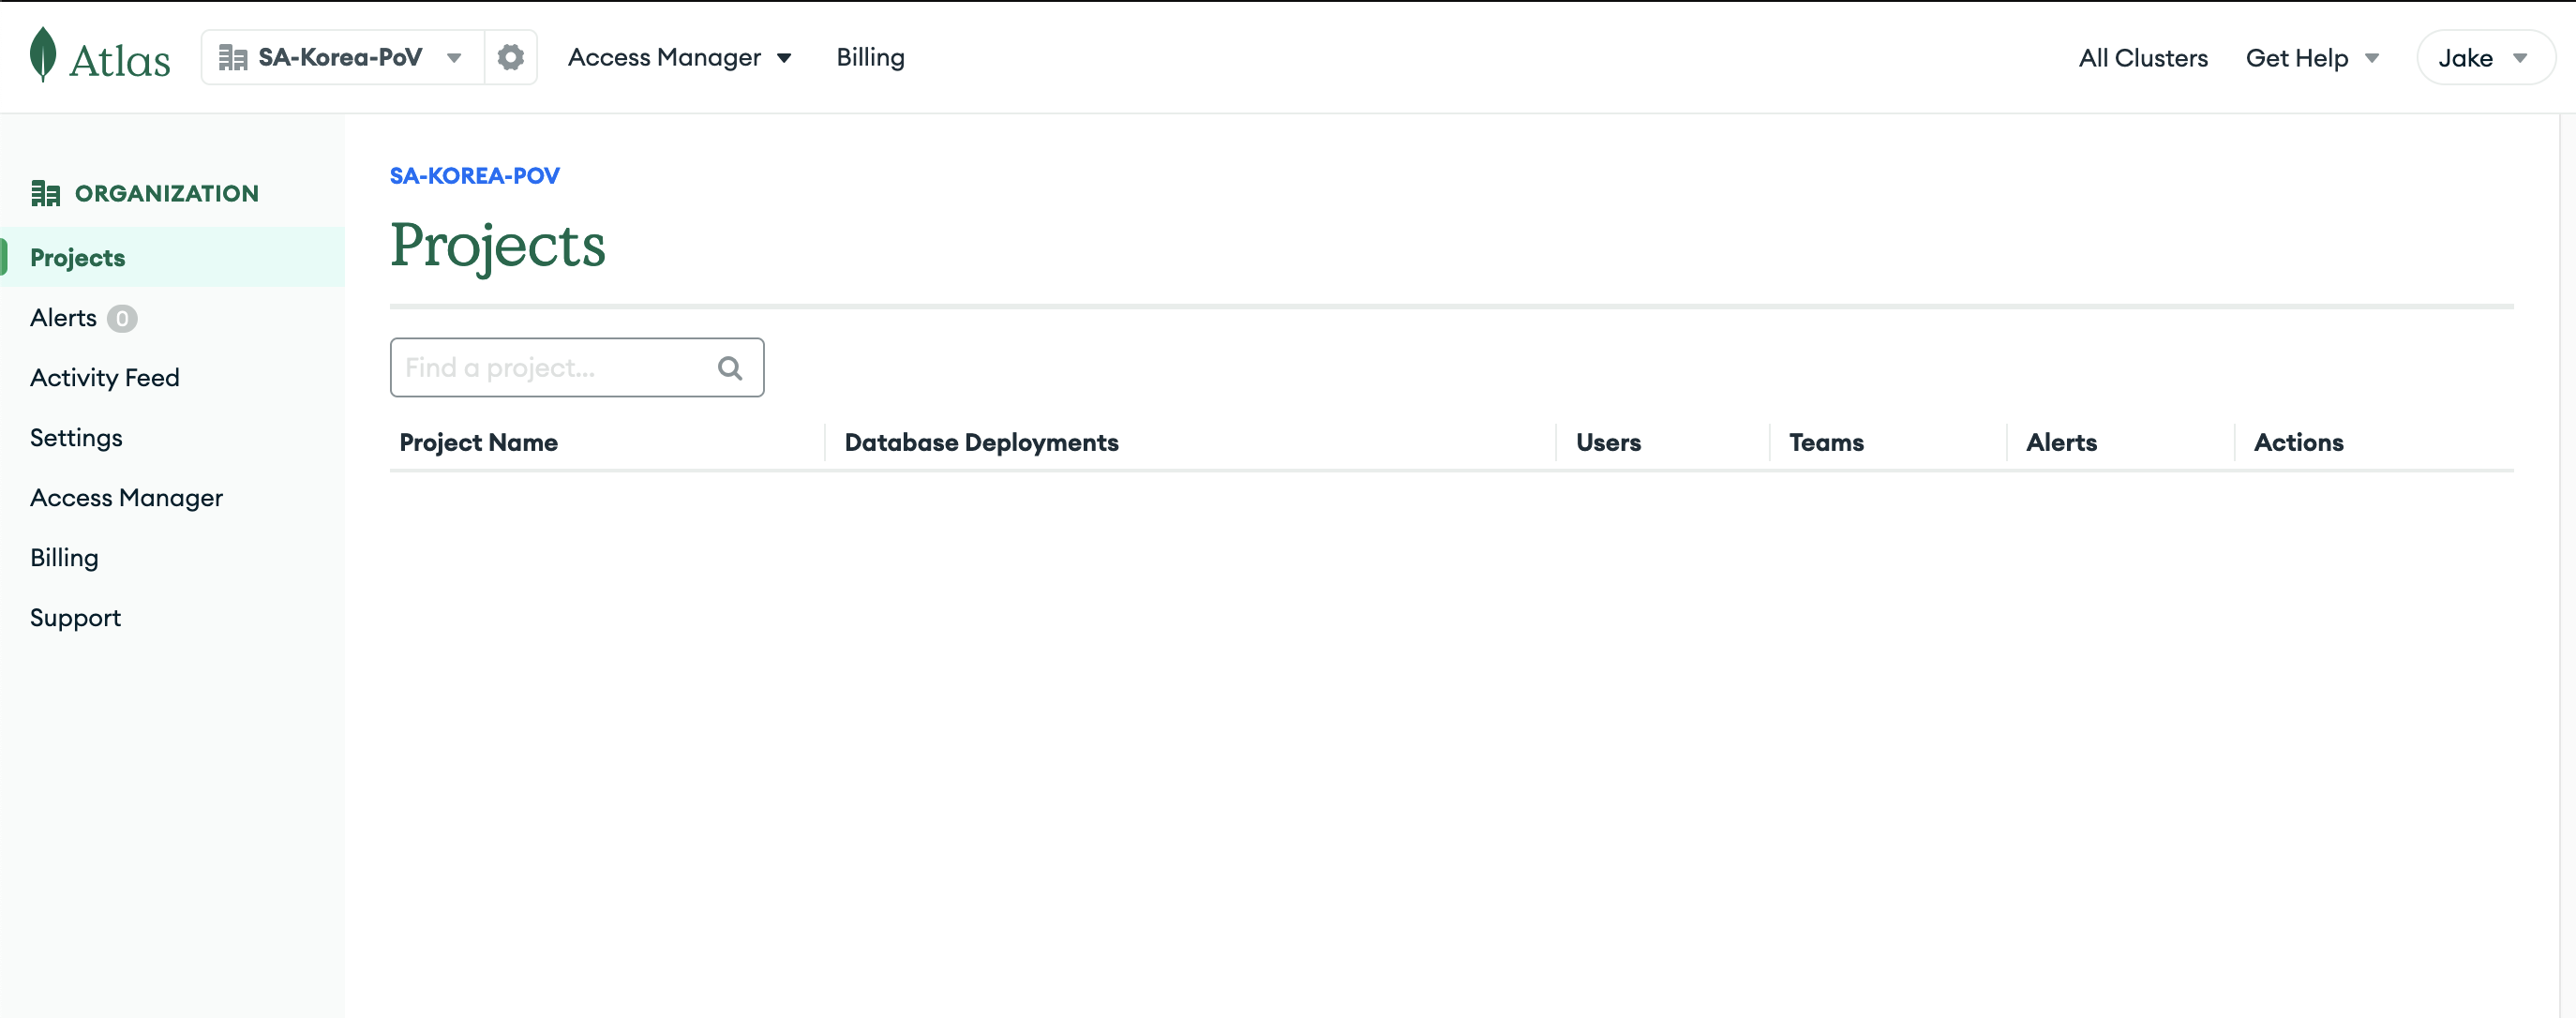 Atlas SA-Korea-PoV Access Manager Billing All Clusters Get Help Jake
ORGANIZATION
Projects
Alerts 0
Activity Feed
Settings
Access Manager
Billing
Support
SA-KOREA-POV
Projects
Find a project...
Project Name Database Deployments Users Teams Alerts Actions